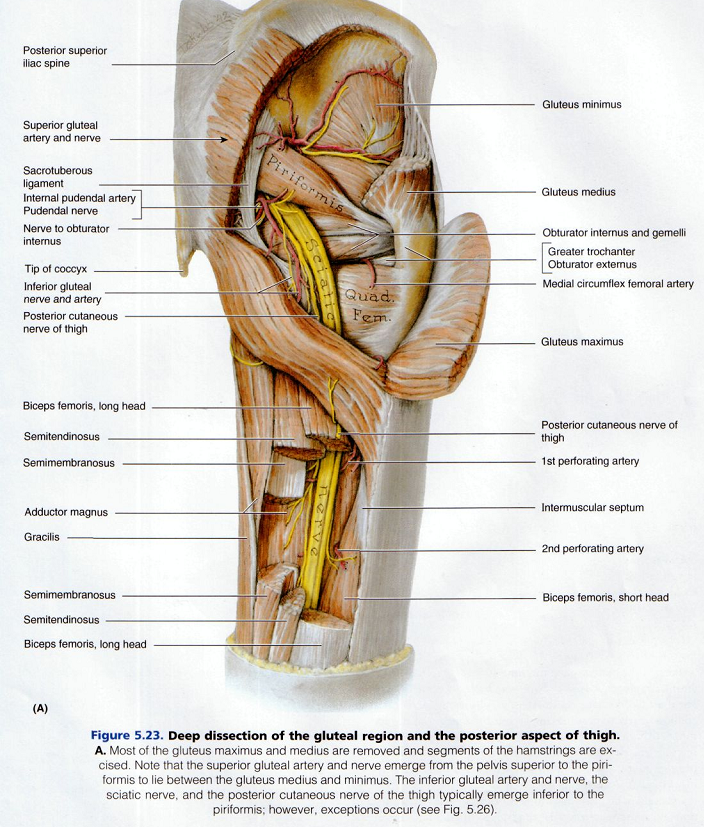 Posterior superior
iliac spine
Superior gluteal
artery and nerve
Sacrotuberous
ligament
Internal pudendal artery
Pudendal nerve
Nerve to obturator
internus
Tip of coccyx
Inferior gluteal
nerve and artery
Posterior cutaneous
nerve of thigh
Biceps femoris, long head
Semitendinosus
Semimembranosus
Adductor magnus
Gracilis
Semimembranosus
Semitendinosus
Biceps femoris, long head
Piriformis
Sciatic
Quad.
Fem.
nerve
Gluteus minimus
Gluteus medius
Obturator internus and gemelli
Greater trochanter
Obturator externus
Medial circumflex femoral artery
Gluteus maximus
Posterior cutaneous nerve of
thigh
1st perforating artery
Intermuscular septum
2nd perforating artery
Biceps femoris, short head
(A)
Figure 5.23. Deep dissection of the gluteal region and the posterior aspect of thigh.
A. Most of the gluteus maximus and medius are removed and segments of the hamstrings are ex-
cised. Note that the superior gluteal artery and nerve emerge from the pelvis superior to the piri-
formis to lie between the gluteus medius and minimus. The inferior gluteal artery and nerve, the
sciatic nerve, and the posterior cutaneous nerve of the thigh typically emerge inferior to the
piriformis; however, exceptions occur (see Fig. 5.26).